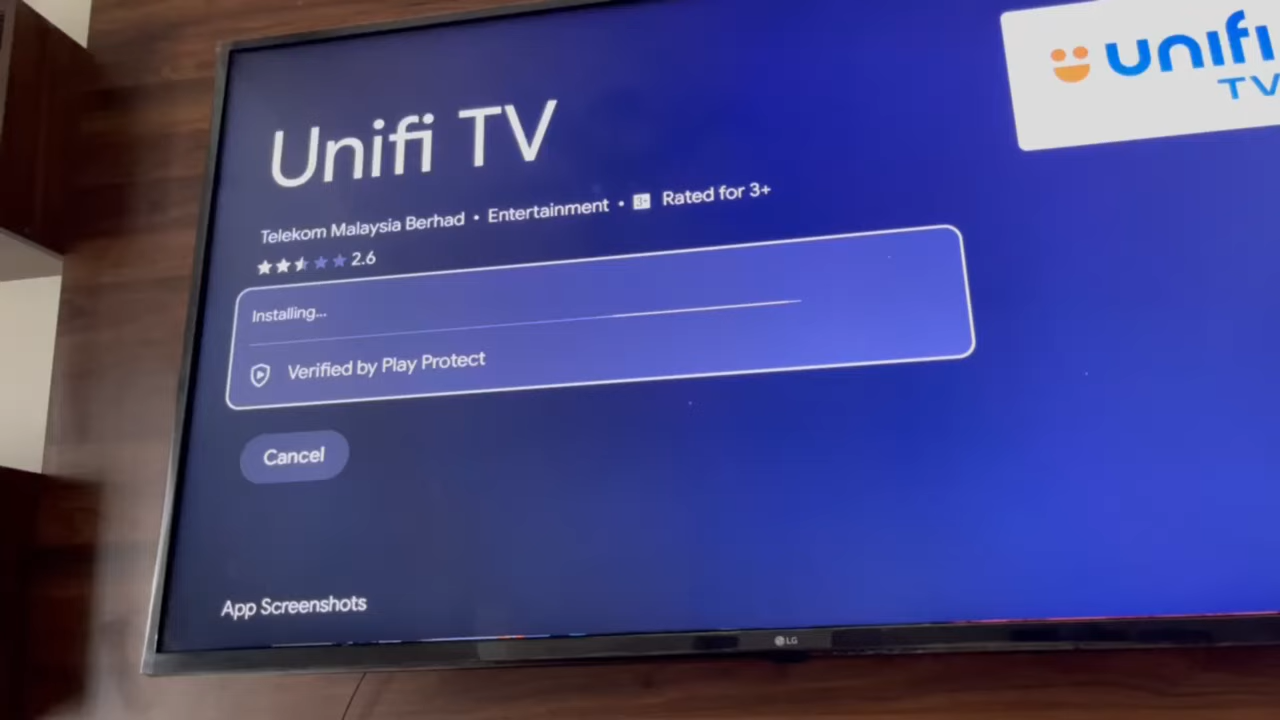 unifi
TV
Unifi TV
Telekom Malaysia Berhad • Entertainment • 3+ Rated for 3+
2.6
Installing...
Verified by Play Protect
Cancel
App Screenshots
LG